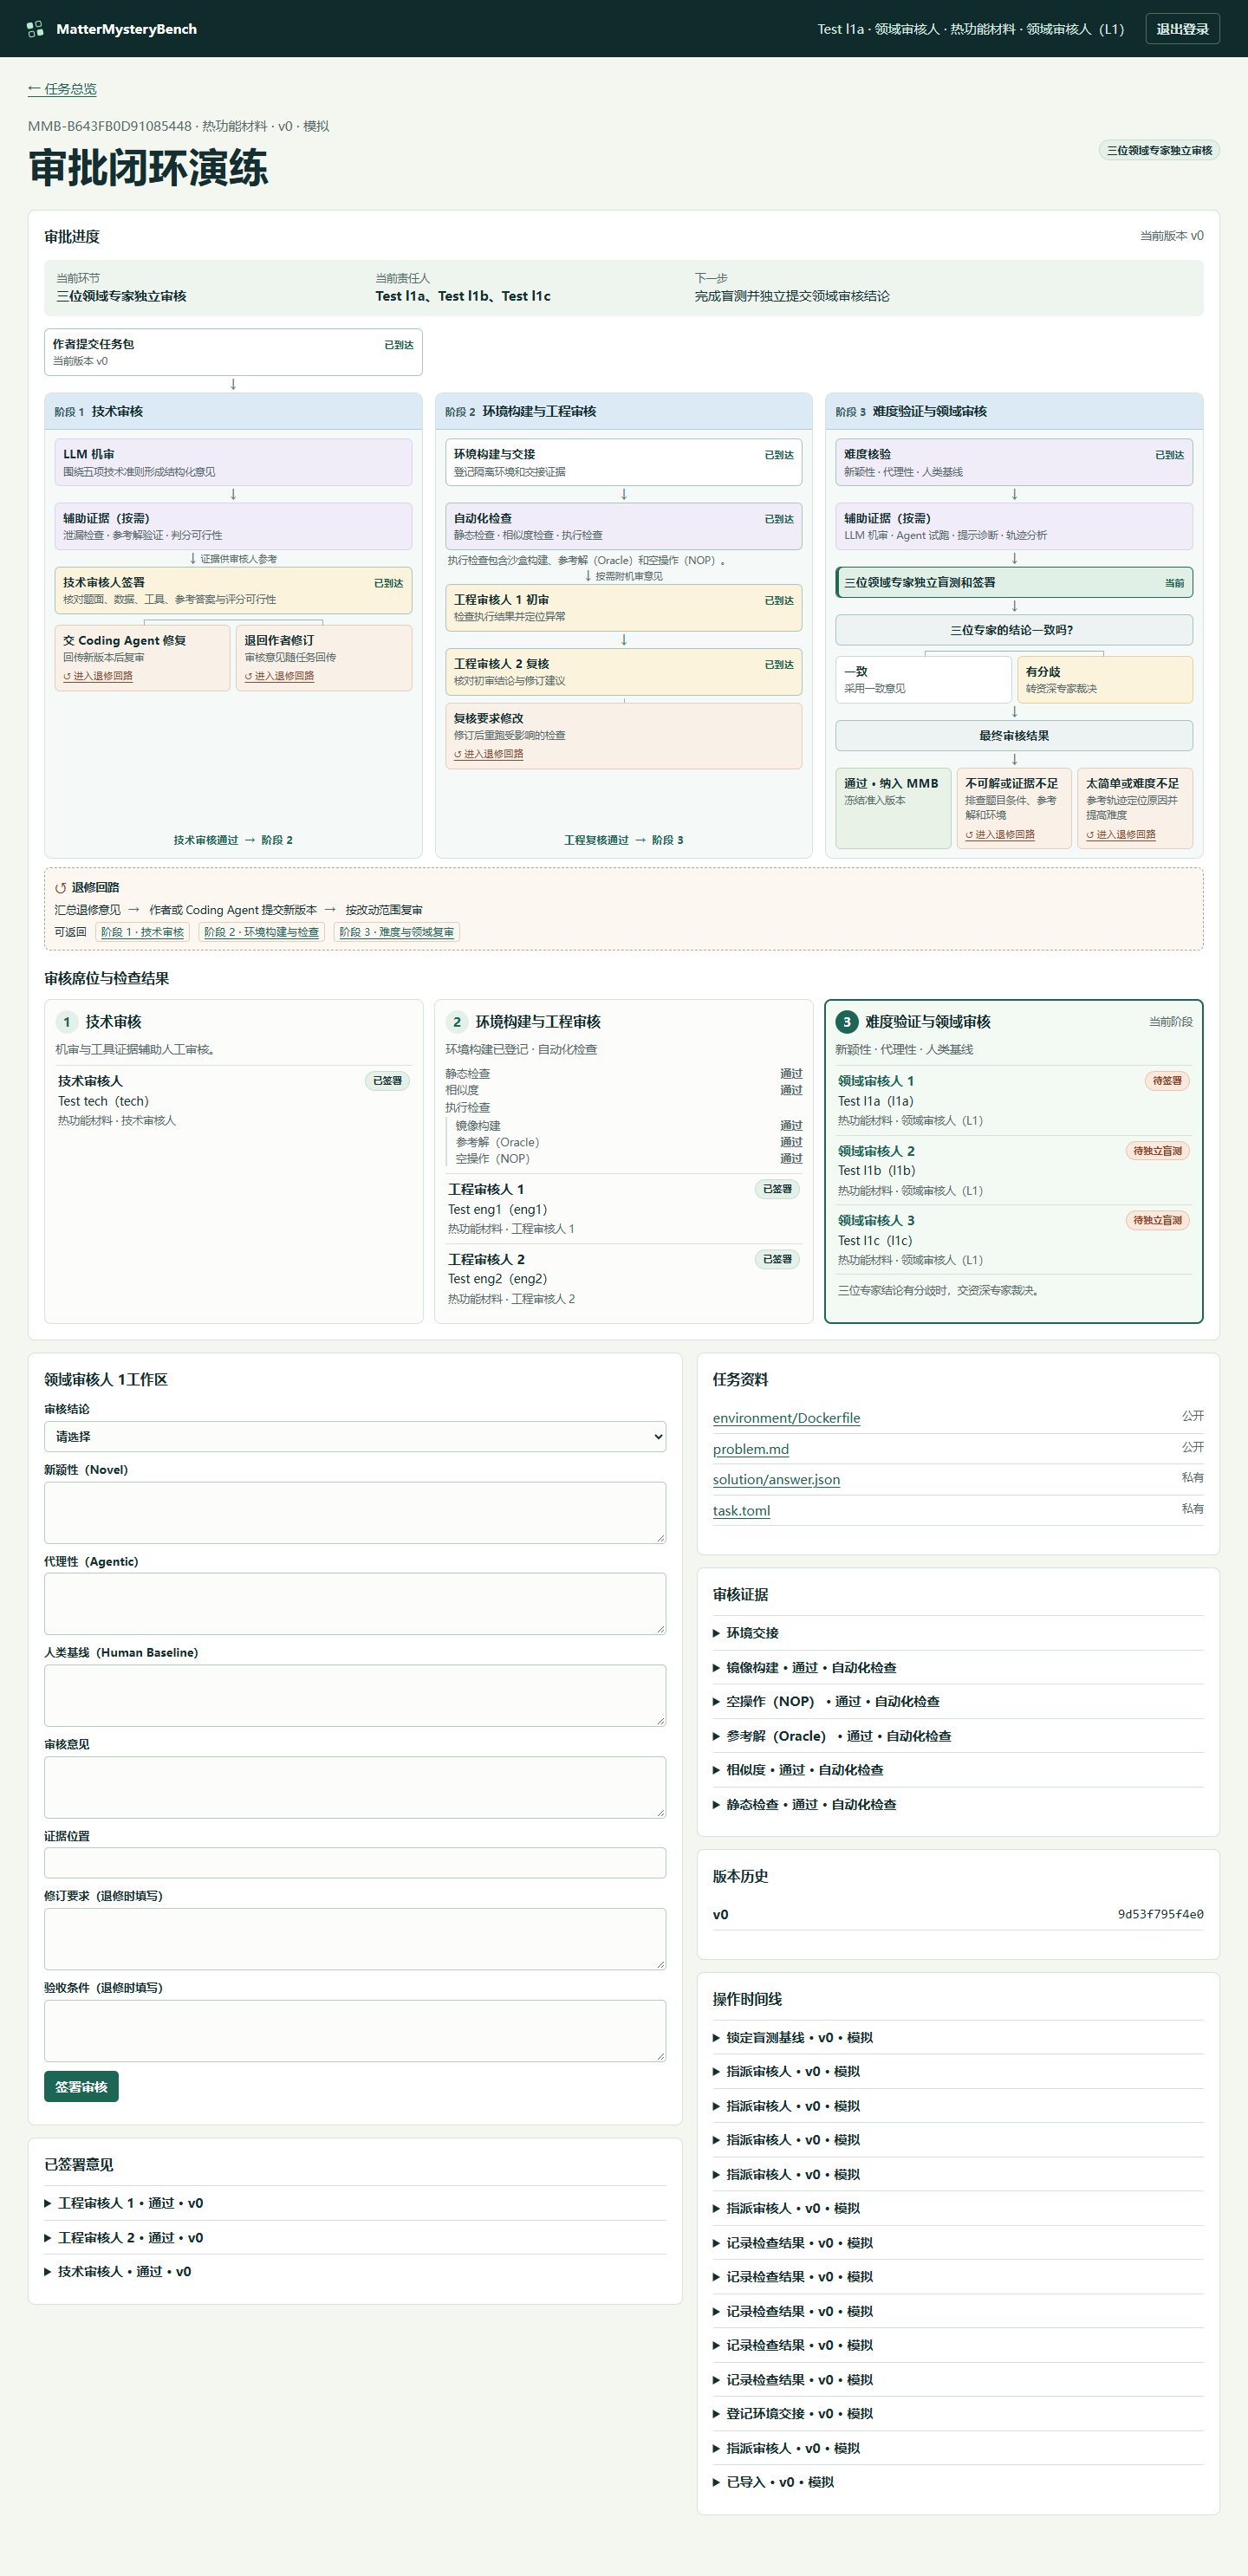 MatterMysteryBench
Test l1a · 领域审核人 · 热功能材料 · 领域审核人（L1）
退出登录
← 任务总览
MMB-B643FB0D91085448 · 热功能材料 · v0 · 模拟
审批闭环演练
三位领域专家独立审核
审批进度
当前版本 v0
当前环节
三位领域专家独立审核
当前责任人
Test l1a、Test l1b、Test l1c
下一步
完成盲测并独立提交领域审核结论
作者提交任务包
已到达
当前版本 v0
↓
阶段 1 技术审核
LLM 机审
围绕五项技术准则形成结构化意见
↓
辅助证据（按需）
泄漏检查 · 参考解验证 · 判分可行性
↓ 证据供审核人参考
技术审核人签署
已到达
核对题面、数据、工具、参考答案与评分可行性
交 Coding Agent 修复
回传新版本后复审
↺ 进入退修回路
退回作者修订
审核意见随任务回传
↺ 进入退修回路
技术审核通过 → 阶段 2
阶段 2 环境构建与工程审核
环境构建与交接
已到达
登记隔离环境和交接证据
↓
自动化检查
已到达
静态检查 · 相似度检查 · 执行检查
执行检查包含沙盒构建、参考解（Oracle）和空操作（NOP）。
↓ 按需附机审意见
工程审核人 1 初审
已到达
检查执行结果并定位异常
↓
工程审核人 2 复核
已到达
核对初审结论与修订建议
复核要求修改
修订后重跑受影响的检查
↺ 进入退修回路
工程复核通过 → 阶段 3
阶段 3 难度验证与领域审核
难度核验
已到达
新颖性 · 代理性 · 人类基线
↓
辅助证据（按需）
LLM 机审 · Agent 试跑 · 提示诊断 · 轨迹分析
↓
三位领域专家独立盲测和签署
当前
↓
三位专家的结论一致吗？
一致
采用一致意见
有分歧
转资深专家裁决
↓
最终审核结果
↓
通过 · 纳入 MMB
冻结准入版本
不可解或证据不足
排查题目条件、参考
解和环境
↺ 进入退修回路
太简单或难度不足
参考轨迹定位原因并
提高难度
↺ 进入退修回路
↺ 退修回路
汇总退修意见 → 作者或 Coding Agent 提交新版本 → 按改动范围复审
可返回 阶段 1 · 技术审核 阶段 2 · 环境构建与检查 阶段 3 · 难度与领域复审
审核席位与检查结果
1 技术审核
机审与工具证据辅助人工审核。
技术审核人
已签署
Test tech（tech）
热功能材料 · 技术审核人
2 环境构建与工程审核
环境构建已登记 · 自动化检查
静态检查 通过
相似度 通过
执行检查
镜像构建 通过
参考解（Oracle） 通过
空操作（NOP） 通过
工程审核人 1
已签署
Test eng1（eng1）
热功能材料 · 工程审核人 1
工程审核人 2
已签署
Test eng2（eng2）
热功能材料 · 工程审核人 2
3 难度验证与领域审核
当前阶段
新颖性 · 代理性 · 人类基线
领域审核人 1
待签署
Test l1a（l1a）
热功能材料 · 领域审核人（L1）
领域审核人 2
待独立盲测
Test l1b（l1b）
热功能材料 · 领域审核人（L1）
领域审核人 3
待独立盲测
Test l1c（l1c）
热功能材料 · 领域审核人（L1）
三位专家结论有分歧时，交资深专家裁决。
领域审核人 1工作区
审核结论
请选择
新颖性（Novel）
代理性（Agentic）
人类基线（Human Baseline）
审核意见
证据位置
修订要求（退修时填写）
验收条件（退修时填写）
签署审核
已签署意见
▶ 工程审核人 1 · 通过 · v0
▶ 工程审核人 2 · 通过 · v0
▶ 技术审核人 · 通过 · v0
任务资料
environment/Dockerfile 公开
problem.md 公开
solution/answer.json 私有
task.toml 私有
审核证据
▶ 环境交接
▶ 镜像构建 · 通过 · 自动化检查
▶ 空操作（NOP） · 通过 · 自动化检查
▶ 参考解（Oracle） · 通过 · 自动化检查
▶ 相似度 · 通过 · 自动化检查
▶ 静态检查 · 通过 · 自动化检查
版本历史
v0 9d53f795f4e0
操作时间线
▶ 锁定盲测基线 · v0 · 模拟
▶ 指派审核人 · v0 · 模拟
▶ 指派审核人 · v0 · 模拟
▶ 指派审核人 · v0 · 模拟
▶ 指派审核人 · v0 · 模拟
▶ 指派审核人 · v0 · 模拟
▶ 记录检查结果 · v0 · 模拟
▶ 记录检查结果 · v0 · 模拟
▶ 记录检查结果 · v0 · 模拟
▶ 记录检查结果 · v0 · 模拟
▶ 记录检查结果 · v0 · 模拟
▶ 登记环境交接 · v0 · 模拟
▶ 指派审核人 · v0 · 模拟
▶ 已导入 · v0 · 模拟